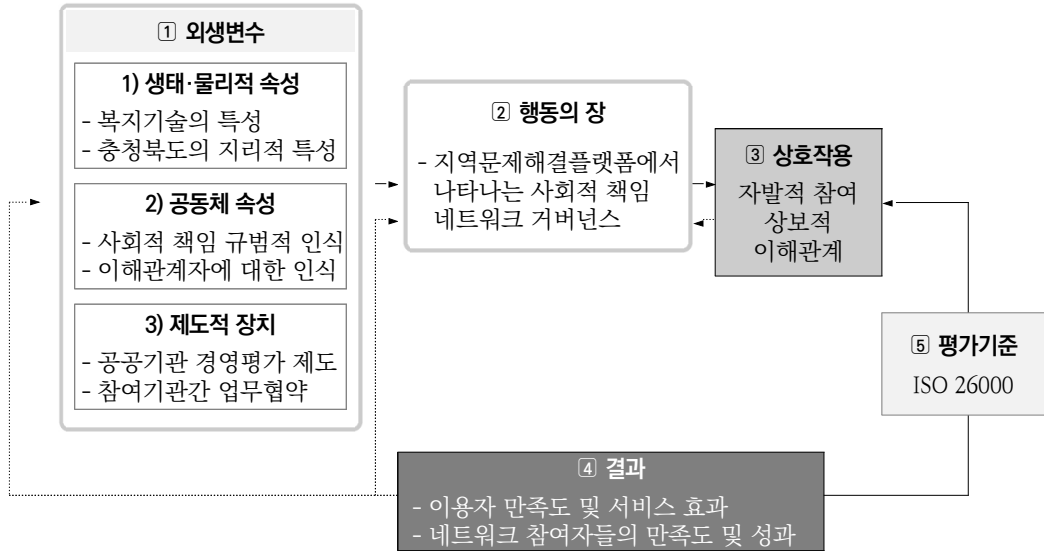 1 외생변수
1) 생태·물리적 속성
- 복지기술의 특성
- 충청북도의 지리적 특성
2) 공동체 속성
- 사회적 책임 규범적 인식
- 이해관계자에 대한 인식
3) 제도적 장치
- 공공기관 경영평가 제도
- 참여기관간 업무협약
2 행동의 장
- 지역문제해결플랫폼에서
나타나는 사회적 책임
네트워크 거버넌스
3 상호작용
자발적 참여
상보적
이해관계
5 평가기준
ISO 26000
4 결과
- 이용자 만족도 및 서비스 효과
- 네트워크 참여자들의 만족도 및 성과